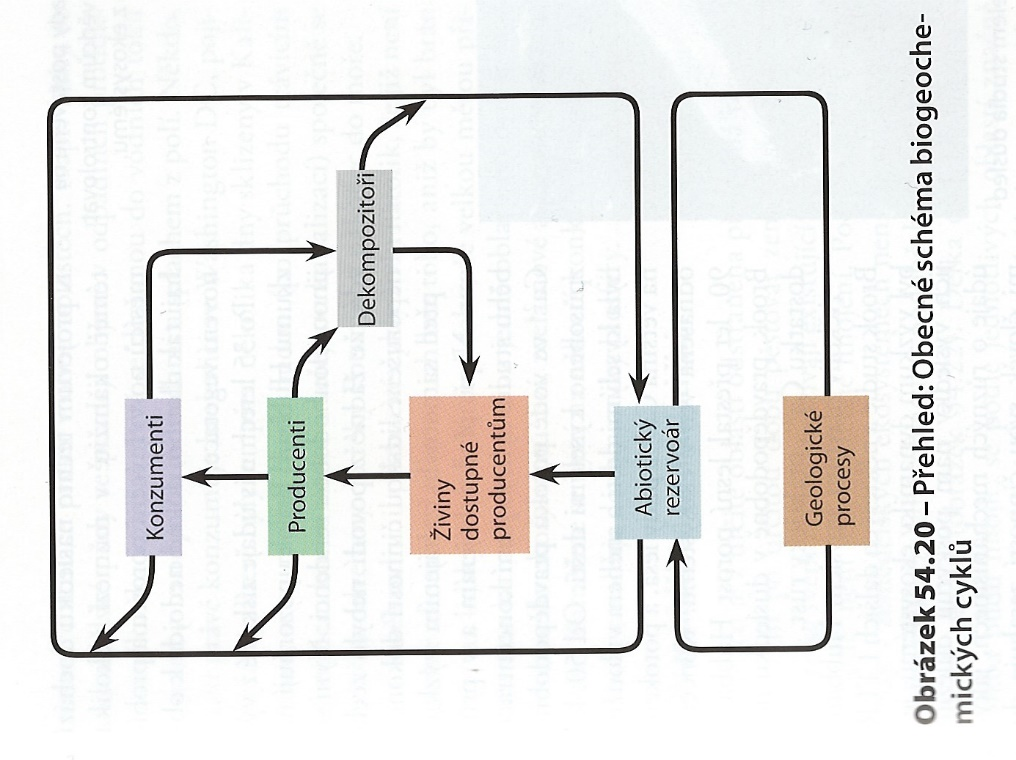 Konzumenti
Producenti
Dekompozitoři
Živiny
dostupné
producentům
Abiotický
rezervoár
Geologické
procesy
Obrázek 54.20 – Přehled: Obecné schéma biogeoche-
mických cyklů